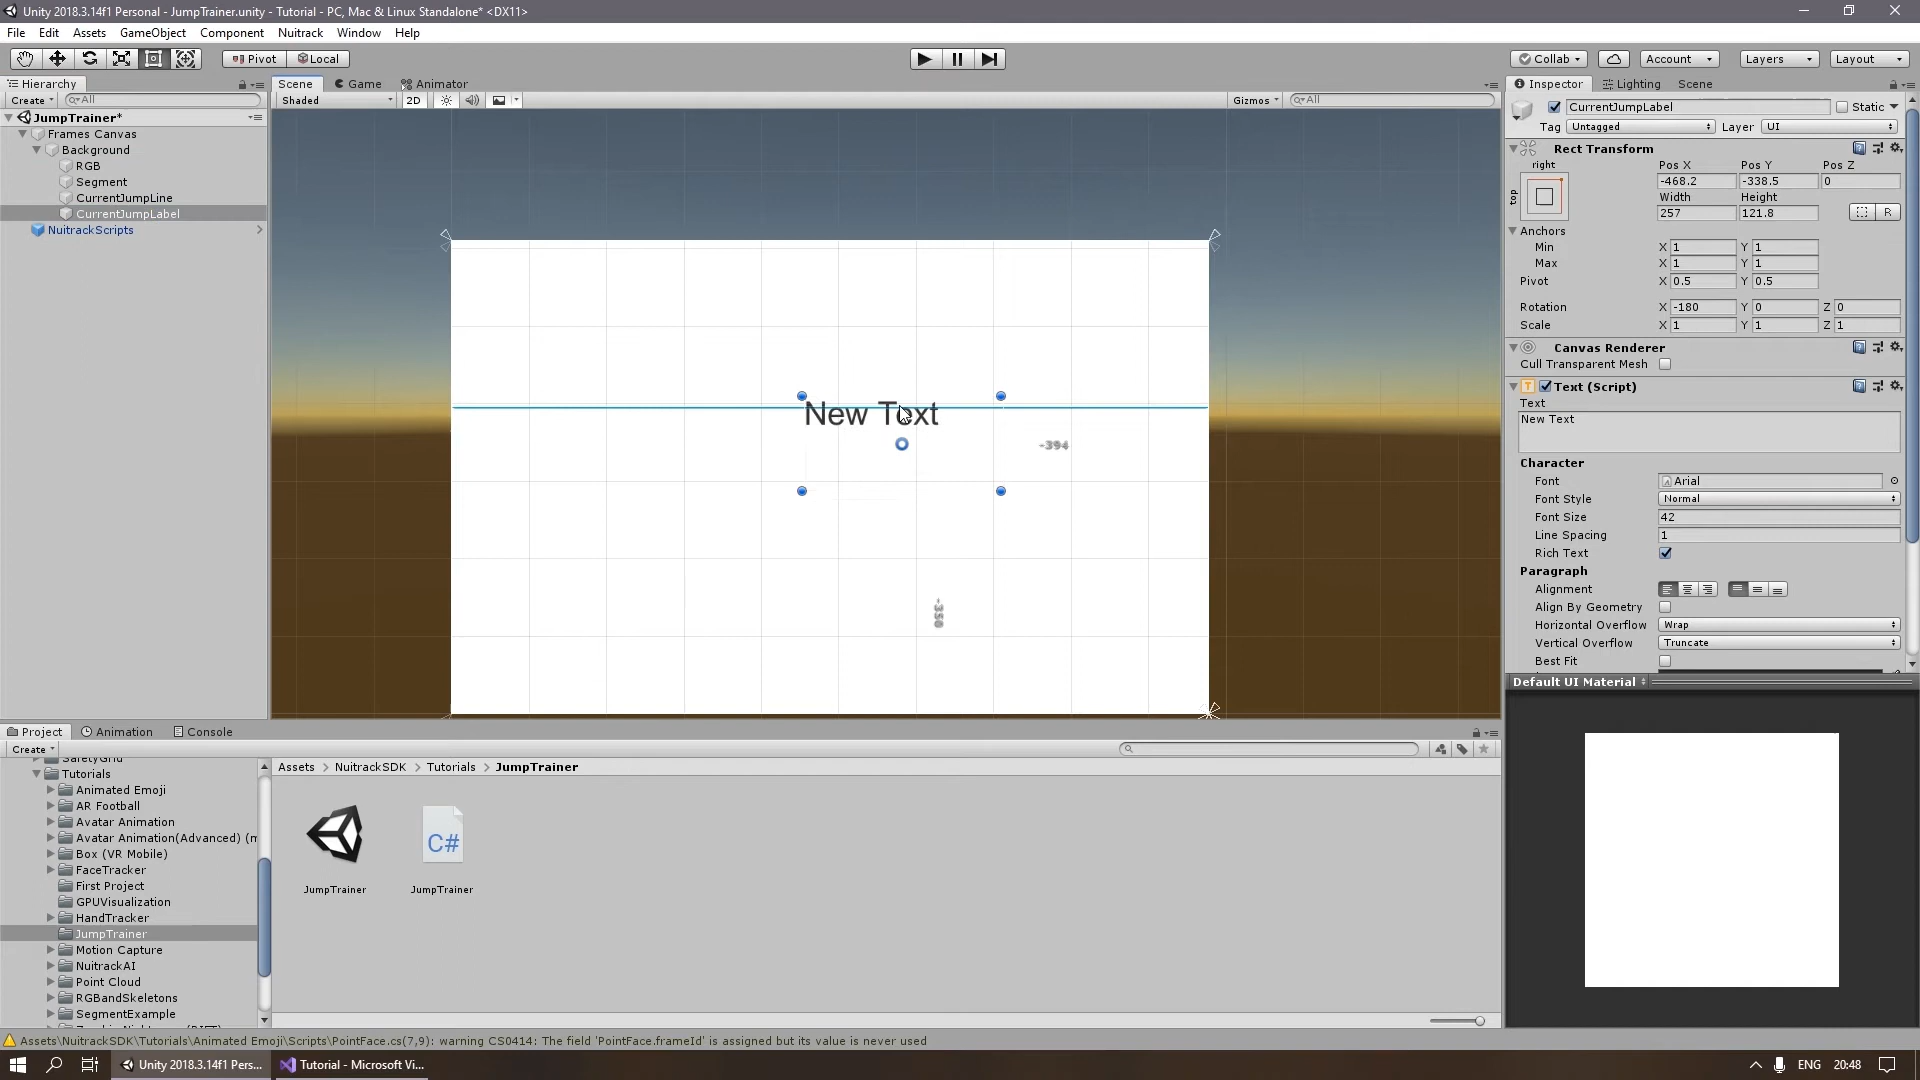 Unity 2018.3.14f1 Personal - JumpTrainer.unity - Tutorial - PC, Mac & Linux Standalone* <DX11>
File Edit Assets GameObject Component Nuitrack Window Help
Pivot Local Collab Account Layers Layout
Hierarchy Scene Game Animator Inspector Lighting Scene
Create All Shaded 2D Gizmos All
CurrentJumpLabel Static
Tag Untagged Layer UI
JumpTrainer*
Frames Canvas
Background
RGB
Segment
CurrentJumpLine
CurrentJumpLabel
NuitrackScripts
New Text
-394
-358
Rect Transform
right Pos X Pos Y Pos Z
top -468.2 -338.5 0
Width Height
257 121.8 R
Anchors
Min X 1 Y 1
Max X 1 Y 1
Pivot X 0.5 Y 0.5
Rotation X -180 Y 0 Z 0
Scale X 1 Y 1 Z 1
Canvas Renderer
Cull Transparent Mesh
Text (Script)
Text
New Text
Character
Font Arial
Font Style Normal
Font Size 42
Line Spacing 1
Rich Text
Paragraph
Alignment
Align By Geometry
Horizontal Overflow Wrap
Vertical Overflow Truncate
Best Fit
Default UI Material
Project Animation Console
Create
Assets > NuitrackSDK > Tutorials > JumpTrainer
Tutorials
Animated Emoji
AR Football
Avatar Animation
Avatar Animation(Advanced) (m
Box (VR Mobile)
FaceTracker
First Project
GPUVisualization
HandTracker
JumpTrainer
Motion Capture
NuitrackAI
Point Cloud
RGBandSkeletons
SegmentExample
C#
JumpTrainer JumpTrainer
Assets\NuitrackSDK\Tutorials\Animated Emoji\Scripts\PointFace.cs(7,9): warning CS0414: The field 'PointFace.frameId' is assigned but its value is never used
Unity 2018.3.14f1 Pers... Tutorial - Microsoft Vi... ENG 20:48